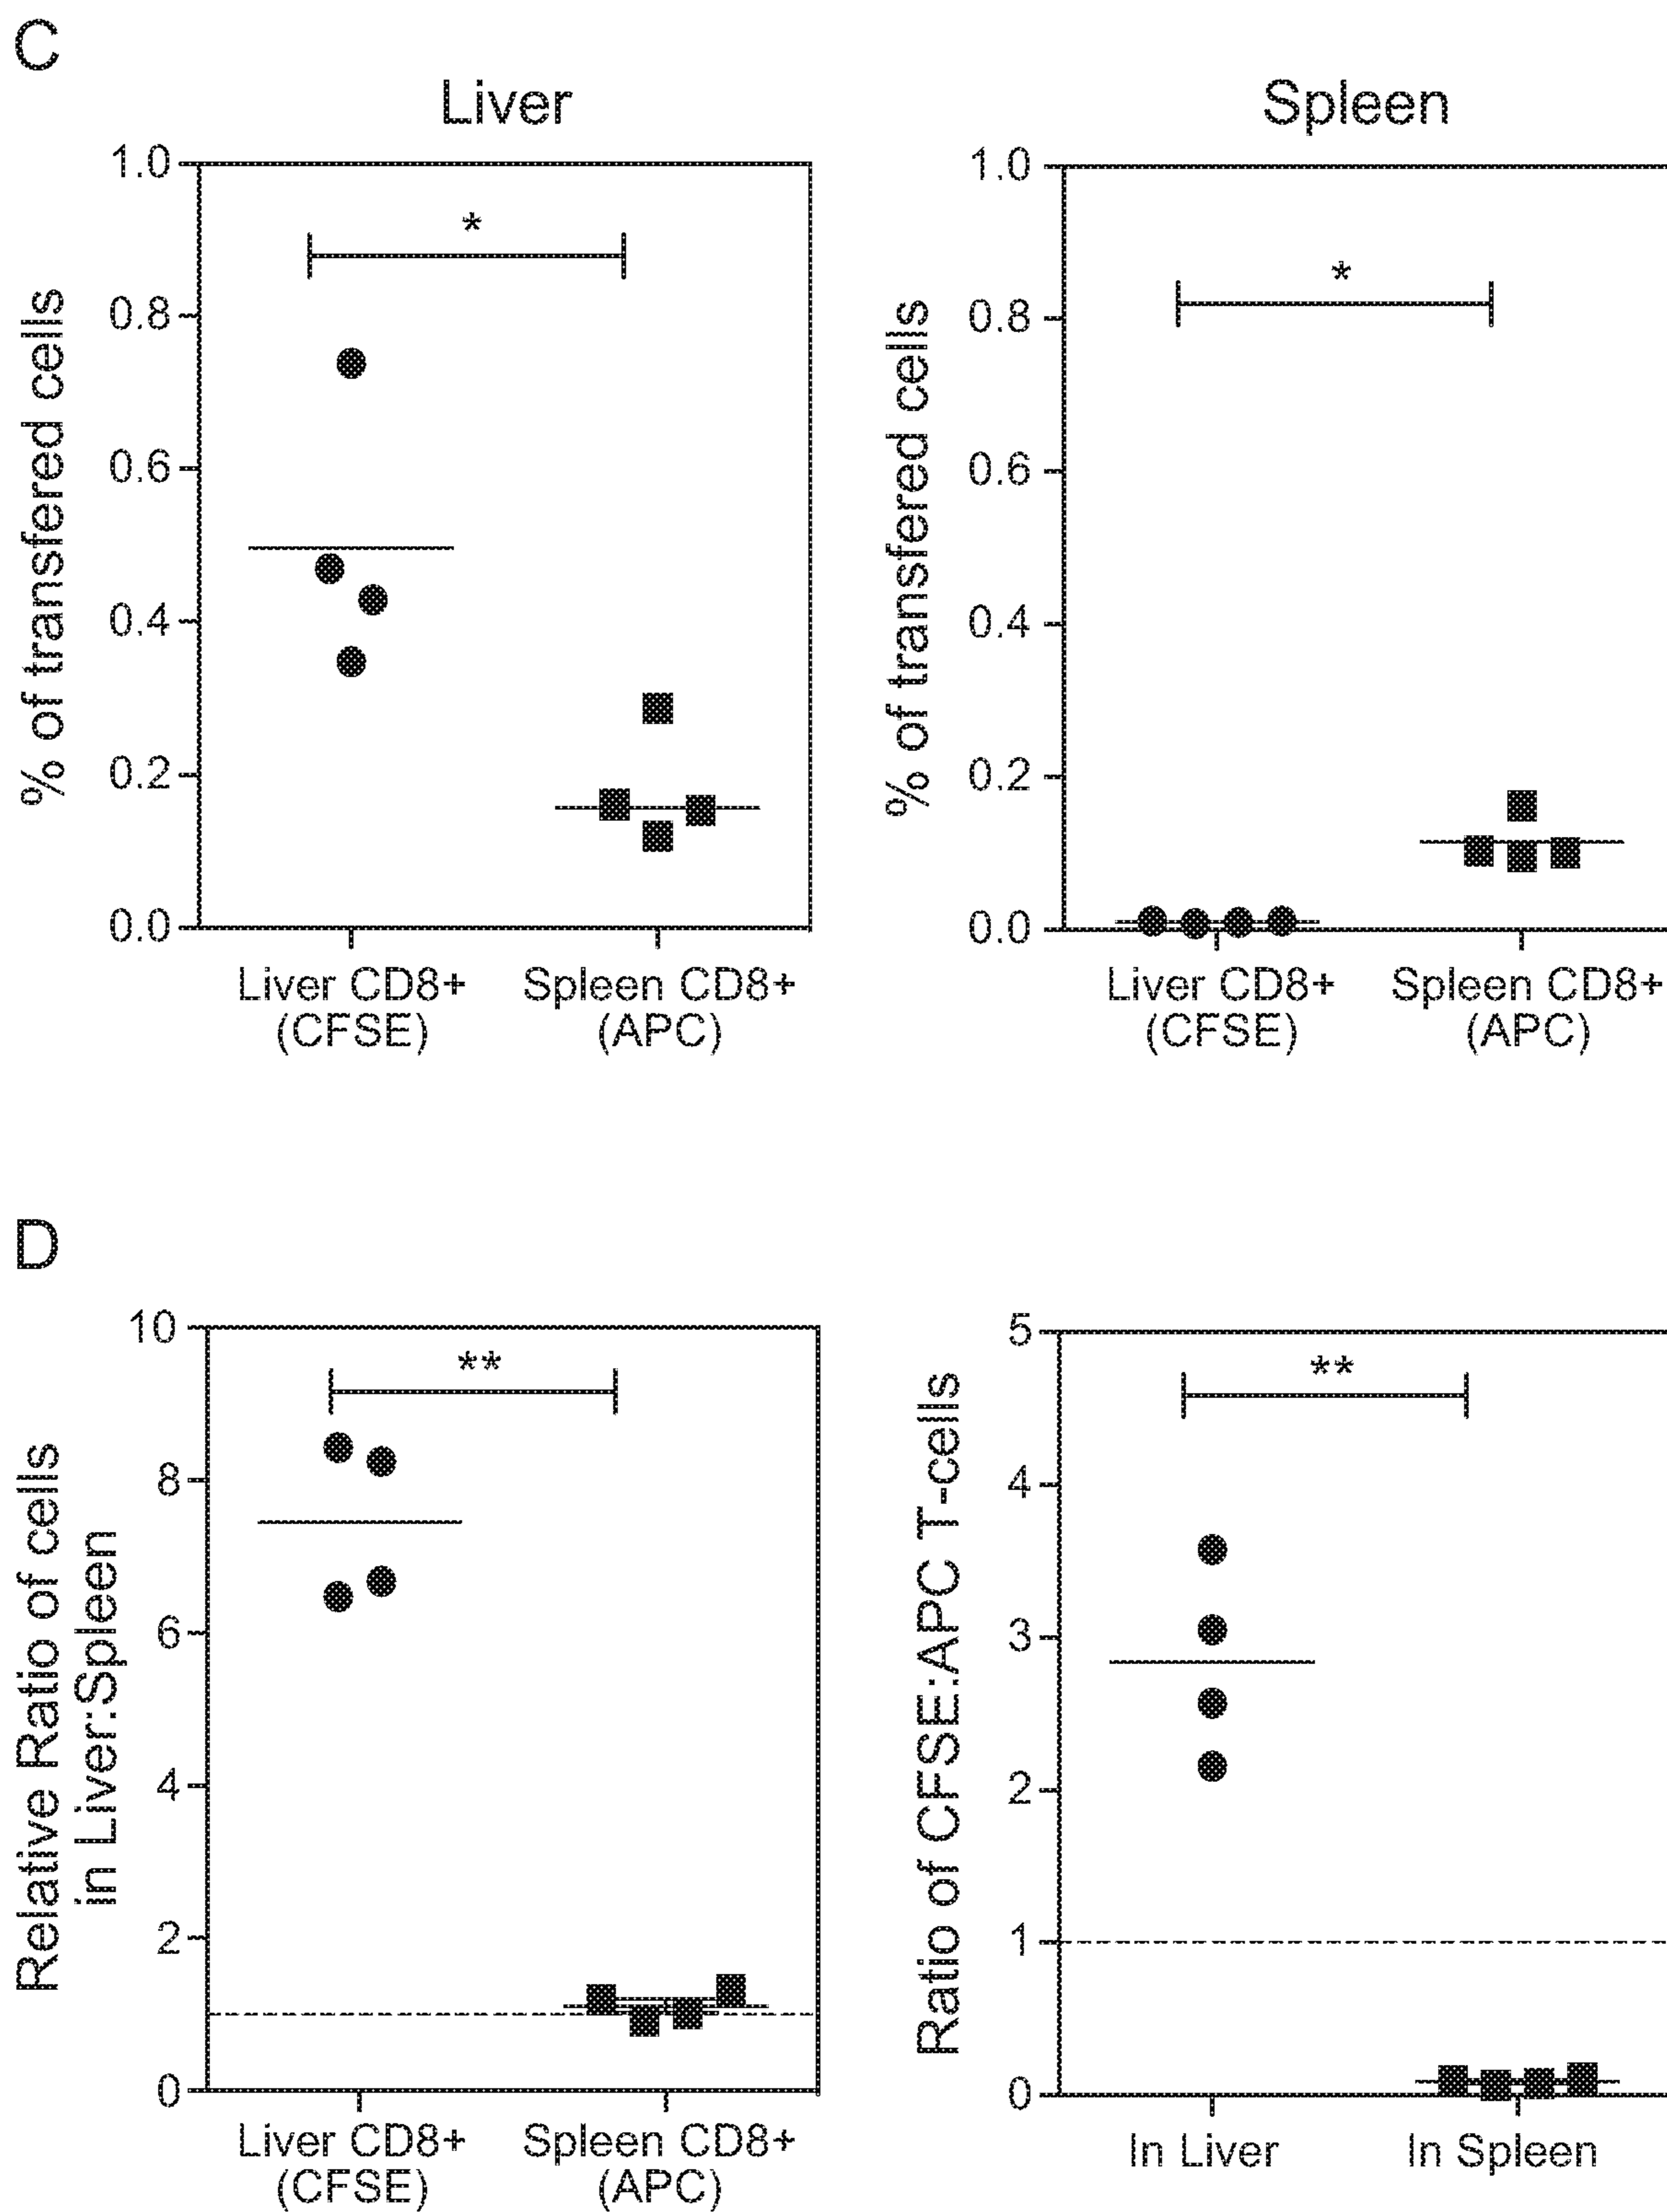 C
Liver
Spleen
% of transfered cells
1.0
0.8
0.6
0.4
0.2
0.0
*
Liver CD8+
(CFSE)
Spleen CD8+
(APC)
% of transfered cells
1.0
0.8
0.6
0.4
0.2
0.0
*
Liver CD8+
(CFSE)
Spleen CD8+
(APC)
D
Relative Ratio of cells
in Liver:Spleen
10
8
6
4
2
0
**
Liver CD8+
(CFSE)
Spleen CD8+
(APC)
Ratio of CFSE:APC T-cells
5
4
3
2
1
0
**
In Liver
In Spleen